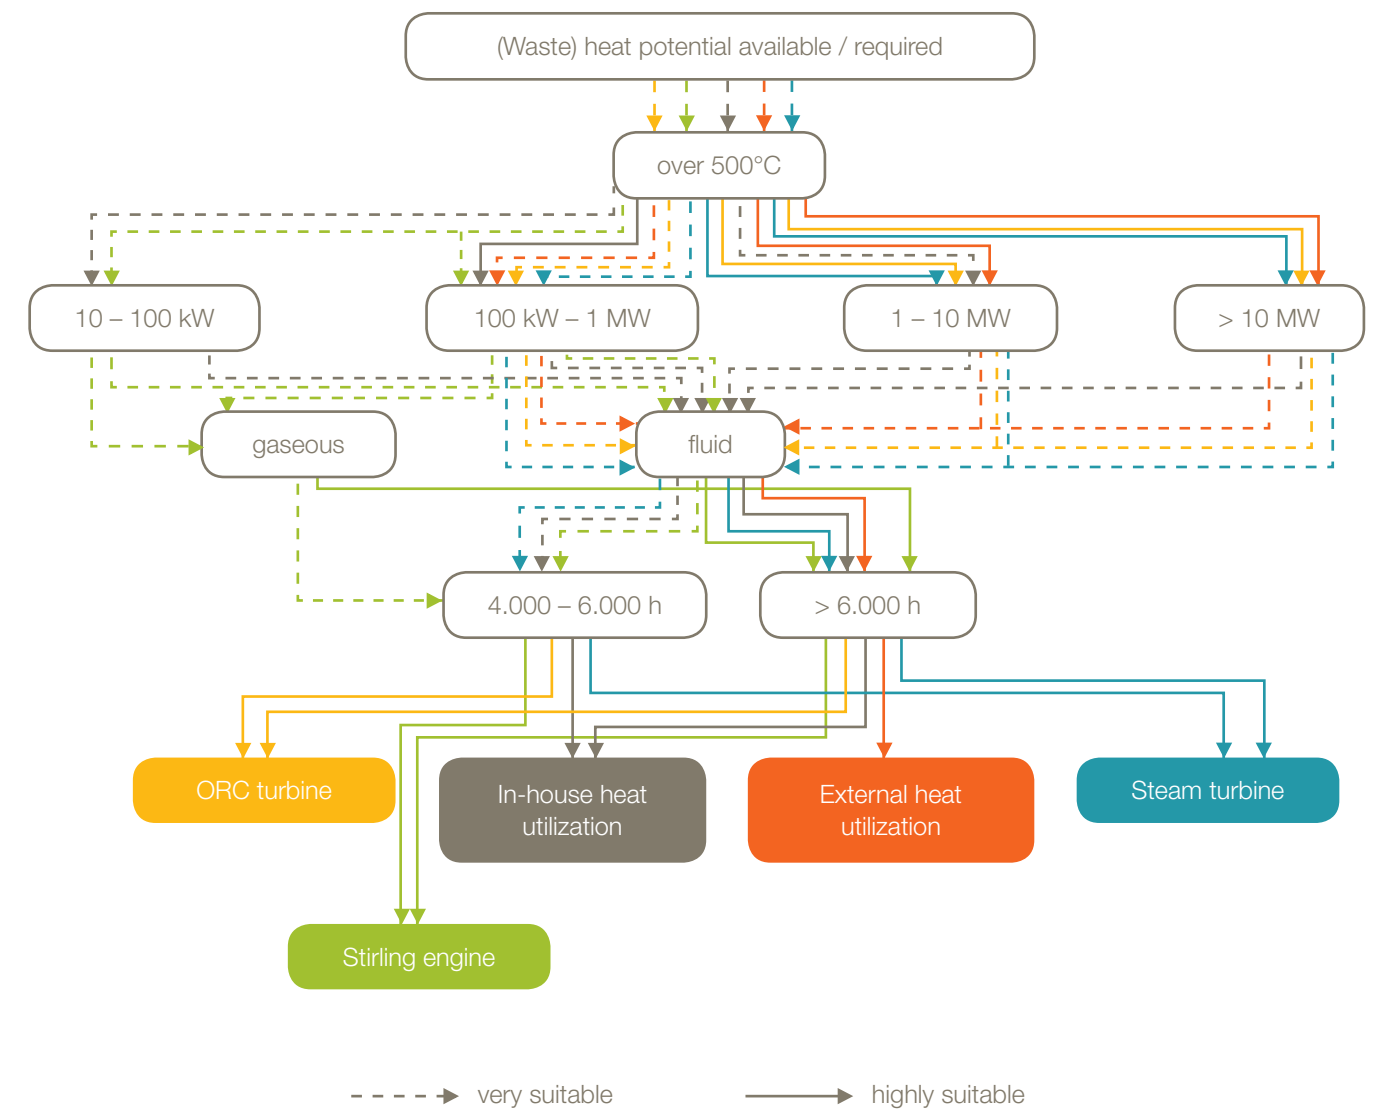 (Waste) heat potential available / required
over 500°C
10 – 100 kW
100 kW – 1 MW
1 – 10 MW
> 10 MW
gaseous
fluid
4.000 – 6.000 h
> 6.000 h
ORC turbine
In-house heat
utilization
External heat
utilization
Steam turbine
Stirling engine
very suitable
highly suitable